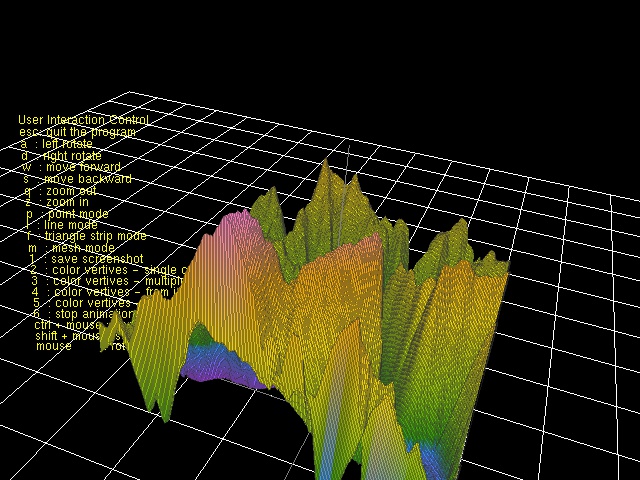 User Interaction Control
esc: quit the program
a : left rotate
d : right rotate
w : move forward
s : move backward
q : zoom out
z : zoom in
p : point mode
l : line mode
r : triangle strip mode
m : mesh mode
1 : save screenshot
2 : color vertives - single
3 : color vertives -
4 : color vertives - from
5 : color vertives
6 : stop
ctrl + mouse
shift + mouse
mouse